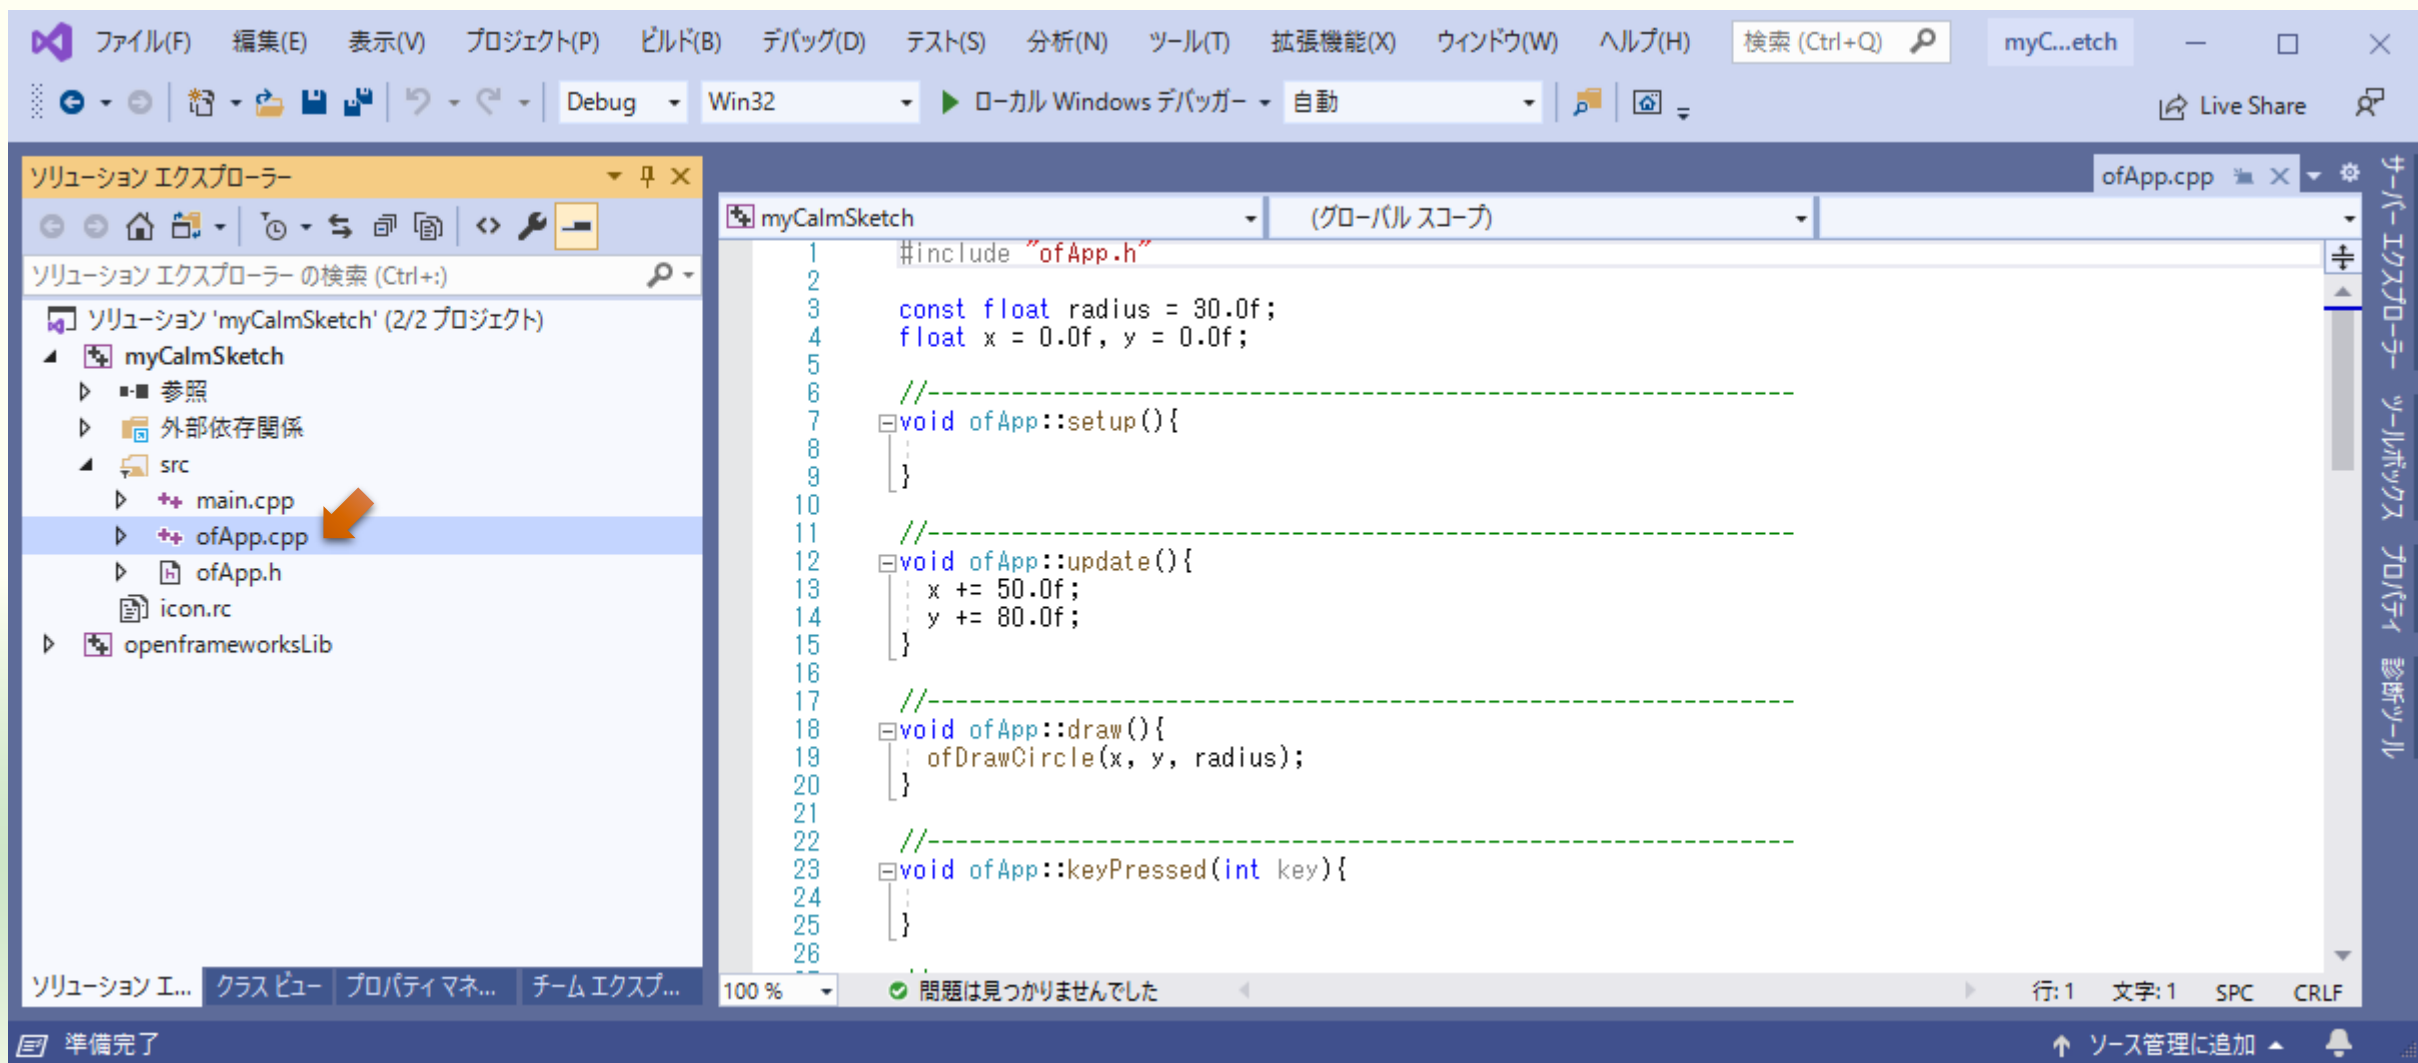 ファイル(F) 編集(E) 表示(V) プロジェクト(P) ビルド(B) デバッグ(D) テスト(S) 分析(N) ツール(T) 拡張機能(X) ウィンドウ(W) ヘルプ(H) 検索 (Ctrl+Q) myC...etch
Debug Win32 ローカル Windows デバッガー 自動 Live Share
ソリューション エクスプローラー
ソリューション エクスプローラー の検索 (Ctrl+:)
ソリューション 'myCalmSketch' (2/2 プロジェクト)
myCalmSketch
参照
外部依存関係
src
main.cpp
ofApp.cpp
ofApp.h
icon.rc
openframeworksLib
ソリューション エ... クラス ビュー プロパティ マネ... チーム エクスプ...
ofApp.cpp
myCalmSketch (グローバル スコープ)
1 #include "ofApp.h"
2
3 const float radius = 30.0f;
4 float x = 0.0f, y = 0.0f;
5
6 //--------------------------------------------------------------
7 void ofApp::setup(){
8
9 }
10
11 //--------------------------------------------------------------
12 void ofApp::update(){
13 x += 50.0f;
14 y += 80.0f;
15 }
16
17 //--------------------------------------------------------------
18 void ofApp::draw(){
19 ofDrawCircle(x, y, radius);
20 }
21
22 //--------------------------------------------------------------
23 void ofApp::keyPressed(int key){
24
25 }
26
100 % 問題は見つかりませんでした 行: 1 文字: 1 SPC CRLF
サーバー エクスプローラー
ツールボックス
プロパティ
診断ツール
準備完了 ソース管理に追加